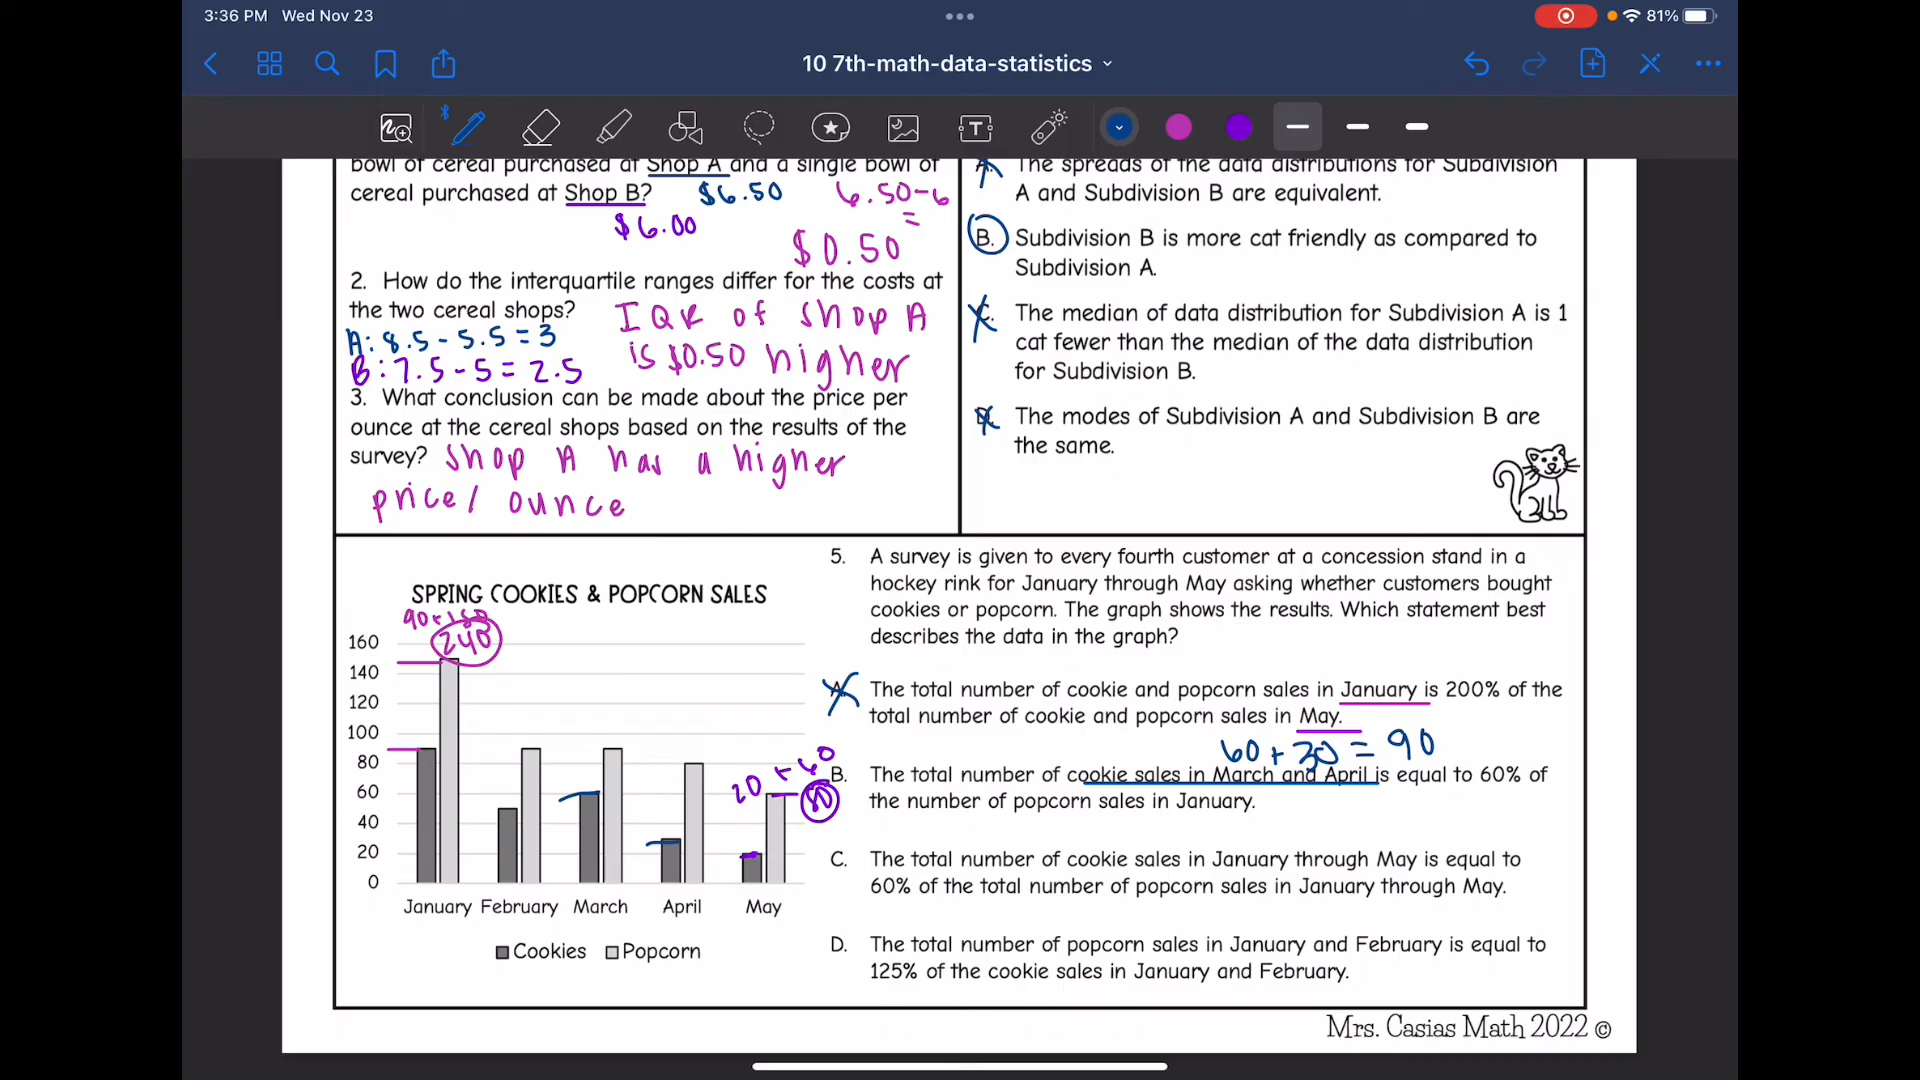 3:36 PM Wed Nov 23
81%
10 7th-math-data-statistics
bowl of cereal purchased at Shop A and a single bowl of
cereal purchased at Shop B? $6.50 6.50-6
=
$6.00
$0.50
2. How do the interquartile ranges differ for the costs at
the two cereal shops? IQR of shop A
A: 8.5 - 5.5 = 3
is $0.50 higher
B: 7.5 - 5 = 2.5
3. What conclusion can be made about the price per
ounce at the cereal shops based on the results of the
survey? shop A has a higher
price/ ounce
A. The spreads of the data distributions for Subdivision
A and Subdivision B are equivalent.
B. Subdivision B is more cat friendly as compared to
Subdivision A.
C. The median of data distribution for Subdivision A is 1
cat fewer than the median of the data distribution
for Subdivision B.
D. The modes of Subdivision A and Subdivision B are
the same.
SPRING COOKIES & POPCORN SALES
90+150
240
160
140
120
100
80
60
40
20
0
20 + 60
80
January February March April May
Cookies Popcorn
5. A survey is given to every fourth customer at a concession stand in a
hockey rink for January through May asking whether customers bought
cookies or popcorn. The graph shows the results. Which statement best
describes the data in the graph?
A. The total number of cookie and popcorn sales in January is 200% of the
total number of cookie and popcorn sales in May.
60 + 30 = 90
B. The total number of cookie sales in March and April is equal to 60% of
the number of popcorn sales in January.
C. The total number of cookie sales in January through May is equal to
60% of the total number of popcorn sales in January through May.
D. The total number of popcorn sales in January and February is equal to
125% of the cookie sales in January and February.
Mrs. Casias Math 2022 ©